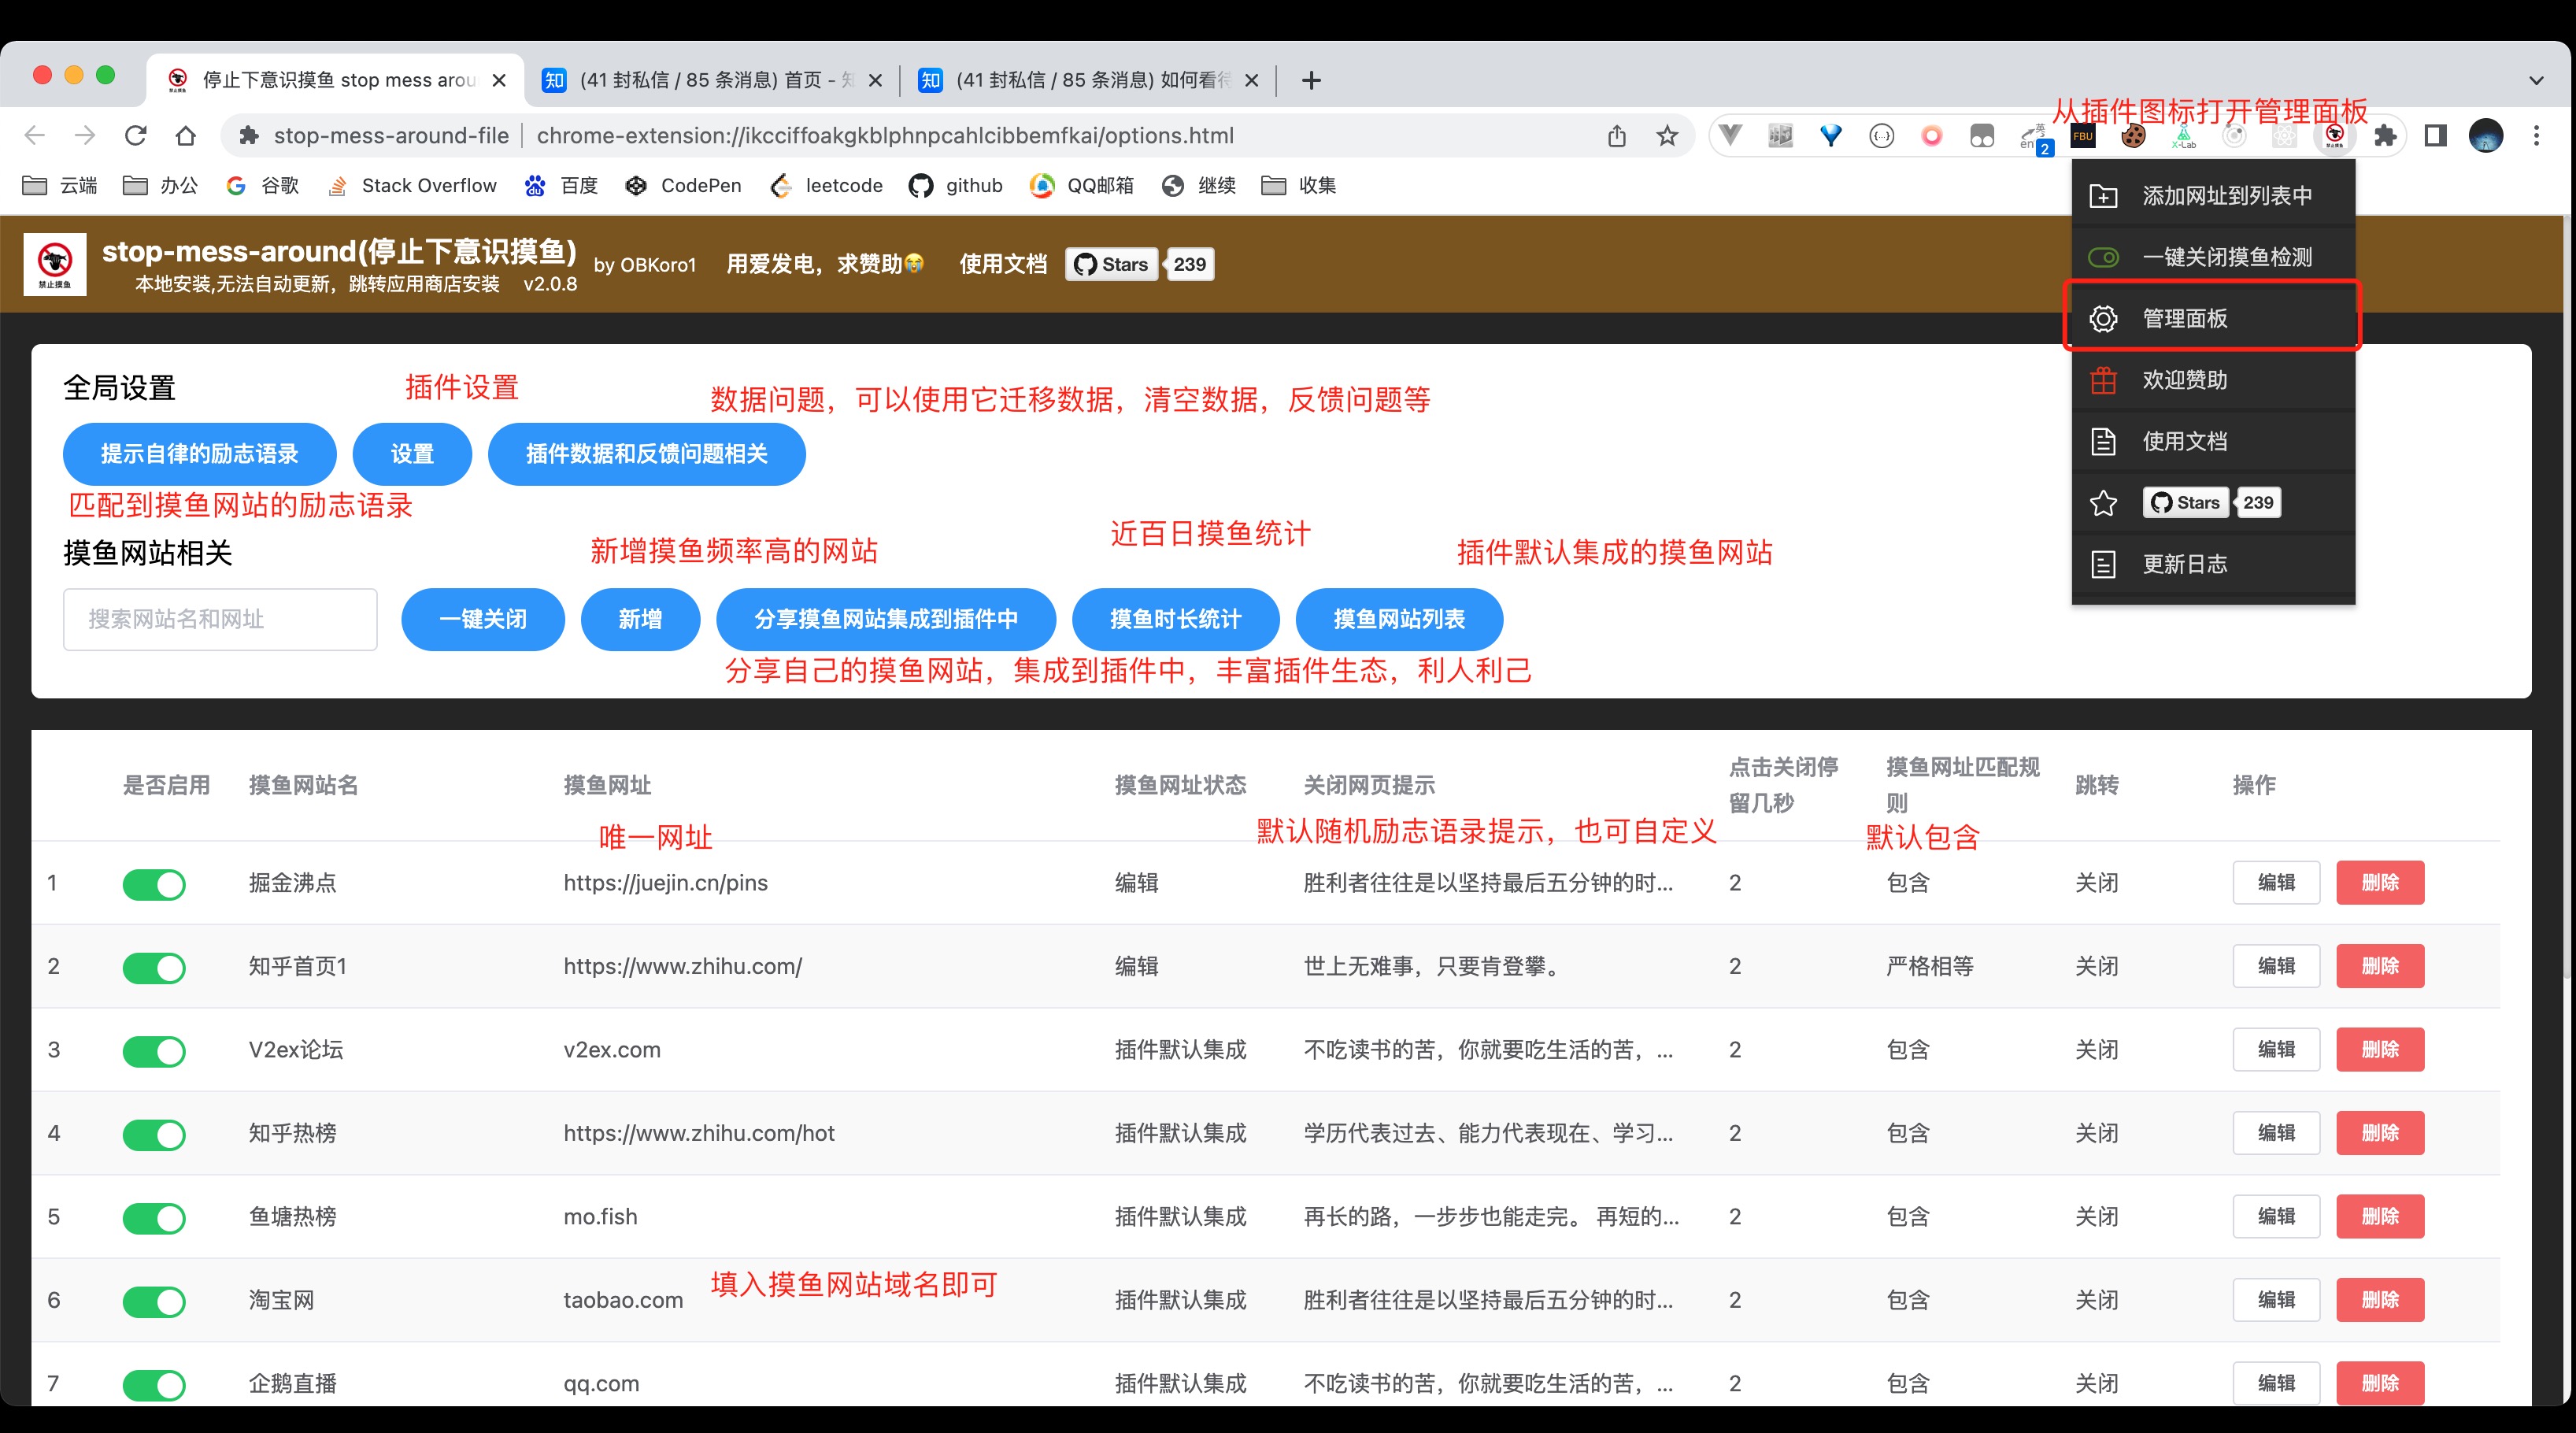 停止下意识摸鱼 stop mess arou
知 (41 封私信 / 85 条消息) 首页 - 知
知 (41 封私信 / 85 条消息) 如何看待
从插件图标打开管理面板
stop-mess-around-file | chrome-extension://ikcciffoakgkblphnpcahlcibbemfkai/options.html
英 en 2 FBU X-Lab 禁止摸鱼
云端 办公 谷歌 Stack Overflow 百度 CodePen leetcode github QQ邮箱 继续 收集
禁止摸鱼
stop-mess-around(停止下意识摸鱼) by OBKoro1 用爱发电，求赞助😭 使用文档 Stars 239
本地安装,无法自动更新，跳转应用商店安装 v2.0.8
添加网址到列表中
一键关闭摸鱼检测
管理面板
欢迎赞助
使用文档
Stars 239
更新日志
全局设置 插件设置 数据问题，可以使用它迁移数据，清空数据，反馈问题等
提示自律的励志语录 设置 插件数据和反馈问题相关
匹配到摸鱼网站的励志语录
摸鱼网站相关 新增摸鱼频率高的网站 近百日摸鱼统计 插件默认集成的摸鱼网站
搜索网站名和网址 一键关闭 新增 分享摸鱼网站集成到插件中 摸鱼时长统计 摸鱼网站列表
分享自己的摸鱼网站，集成到插件中，丰富插件生态，利人利己
是否启用 摸鱼网站名 摸鱼网址 摸鱼网址状态 关闭网页提示 点击关闭停留几秒 摸鱼网址匹配规则 跳转 操作
唯一网址 默认随机励志语录提示，也可自定义 默认包含
1 掘金沸点 https://juejin.cn/pins 编辑 胜利者往往是以坚持最后五分钟的时... 2 包含 关闭 编辑 删除
2 知乎首页1 https://www.zhihu.com/ 编辑 世上无难事，只要肯登攀。 2 严格相等 关闭 编辑 删除
3 V2ex论坛 v2ex.com 插件默认集成 不吃读书的苦，你就要吃生活的苦，... 2 包含 关闭 编辑 删除
4 知乎热榜 https://www.zhihu.com/hot 插件默认集成 学历代表过去、能力代表现在、学习... 2 包含 关闭 编辑 删除
5 鱼塘热榜 mo.fish 插件默认集成 再长的路，一步步也能走完。 再短的... 2 包含 关闭 编辑 删除
填入摸鱼网站域名即可
6 淘宝网 taobao.com 插件默认集成 胜利者往往是以坚持最后五分钟的时... 2 包含 关闭 编辑 删除
7 企鹅直播 qq.com 插件默认集成 不吃读书的苦，你就要吃生活的苦，... 2 包含 关闭 编辑 删除